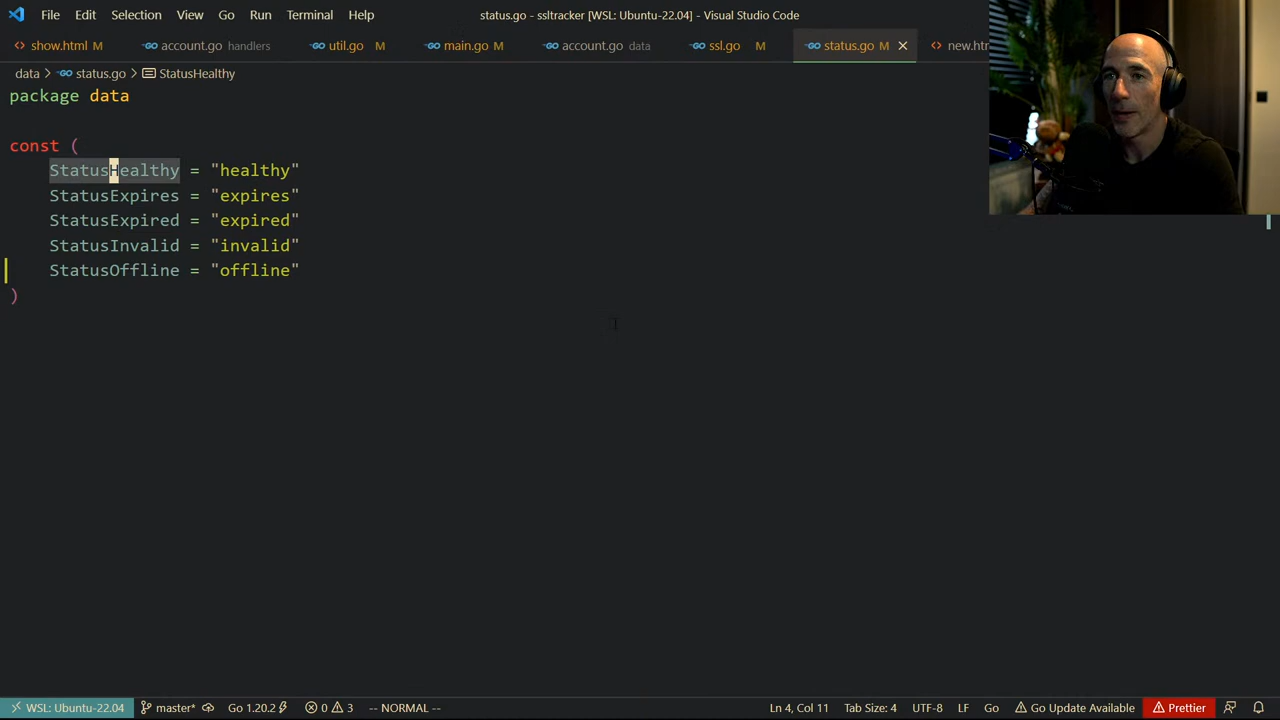 File Edit Selection View Go Run Terminal Help status.go - ssltracker [WSL: Ubuntu-22.04] - Visual Studio Code
show.html M account.go handlers util.go M main.go M account.go data ssl.go M status.go M
data > status.go > StatusHealthy
package data
const (
StatusHealthy = "healthy"
StatusExpires = "expires"
StatusExpired = "expired"
StatusInvalid = "invalid"
StatusOffline = "offline"
)
WSL: Ubuntu-22.04 master* Go 1.20.2 0 3 -- NORMAL -- Ln 4, Col 11 Tab Size: 4 UTF-8 LF Go Go Update Available Prettier